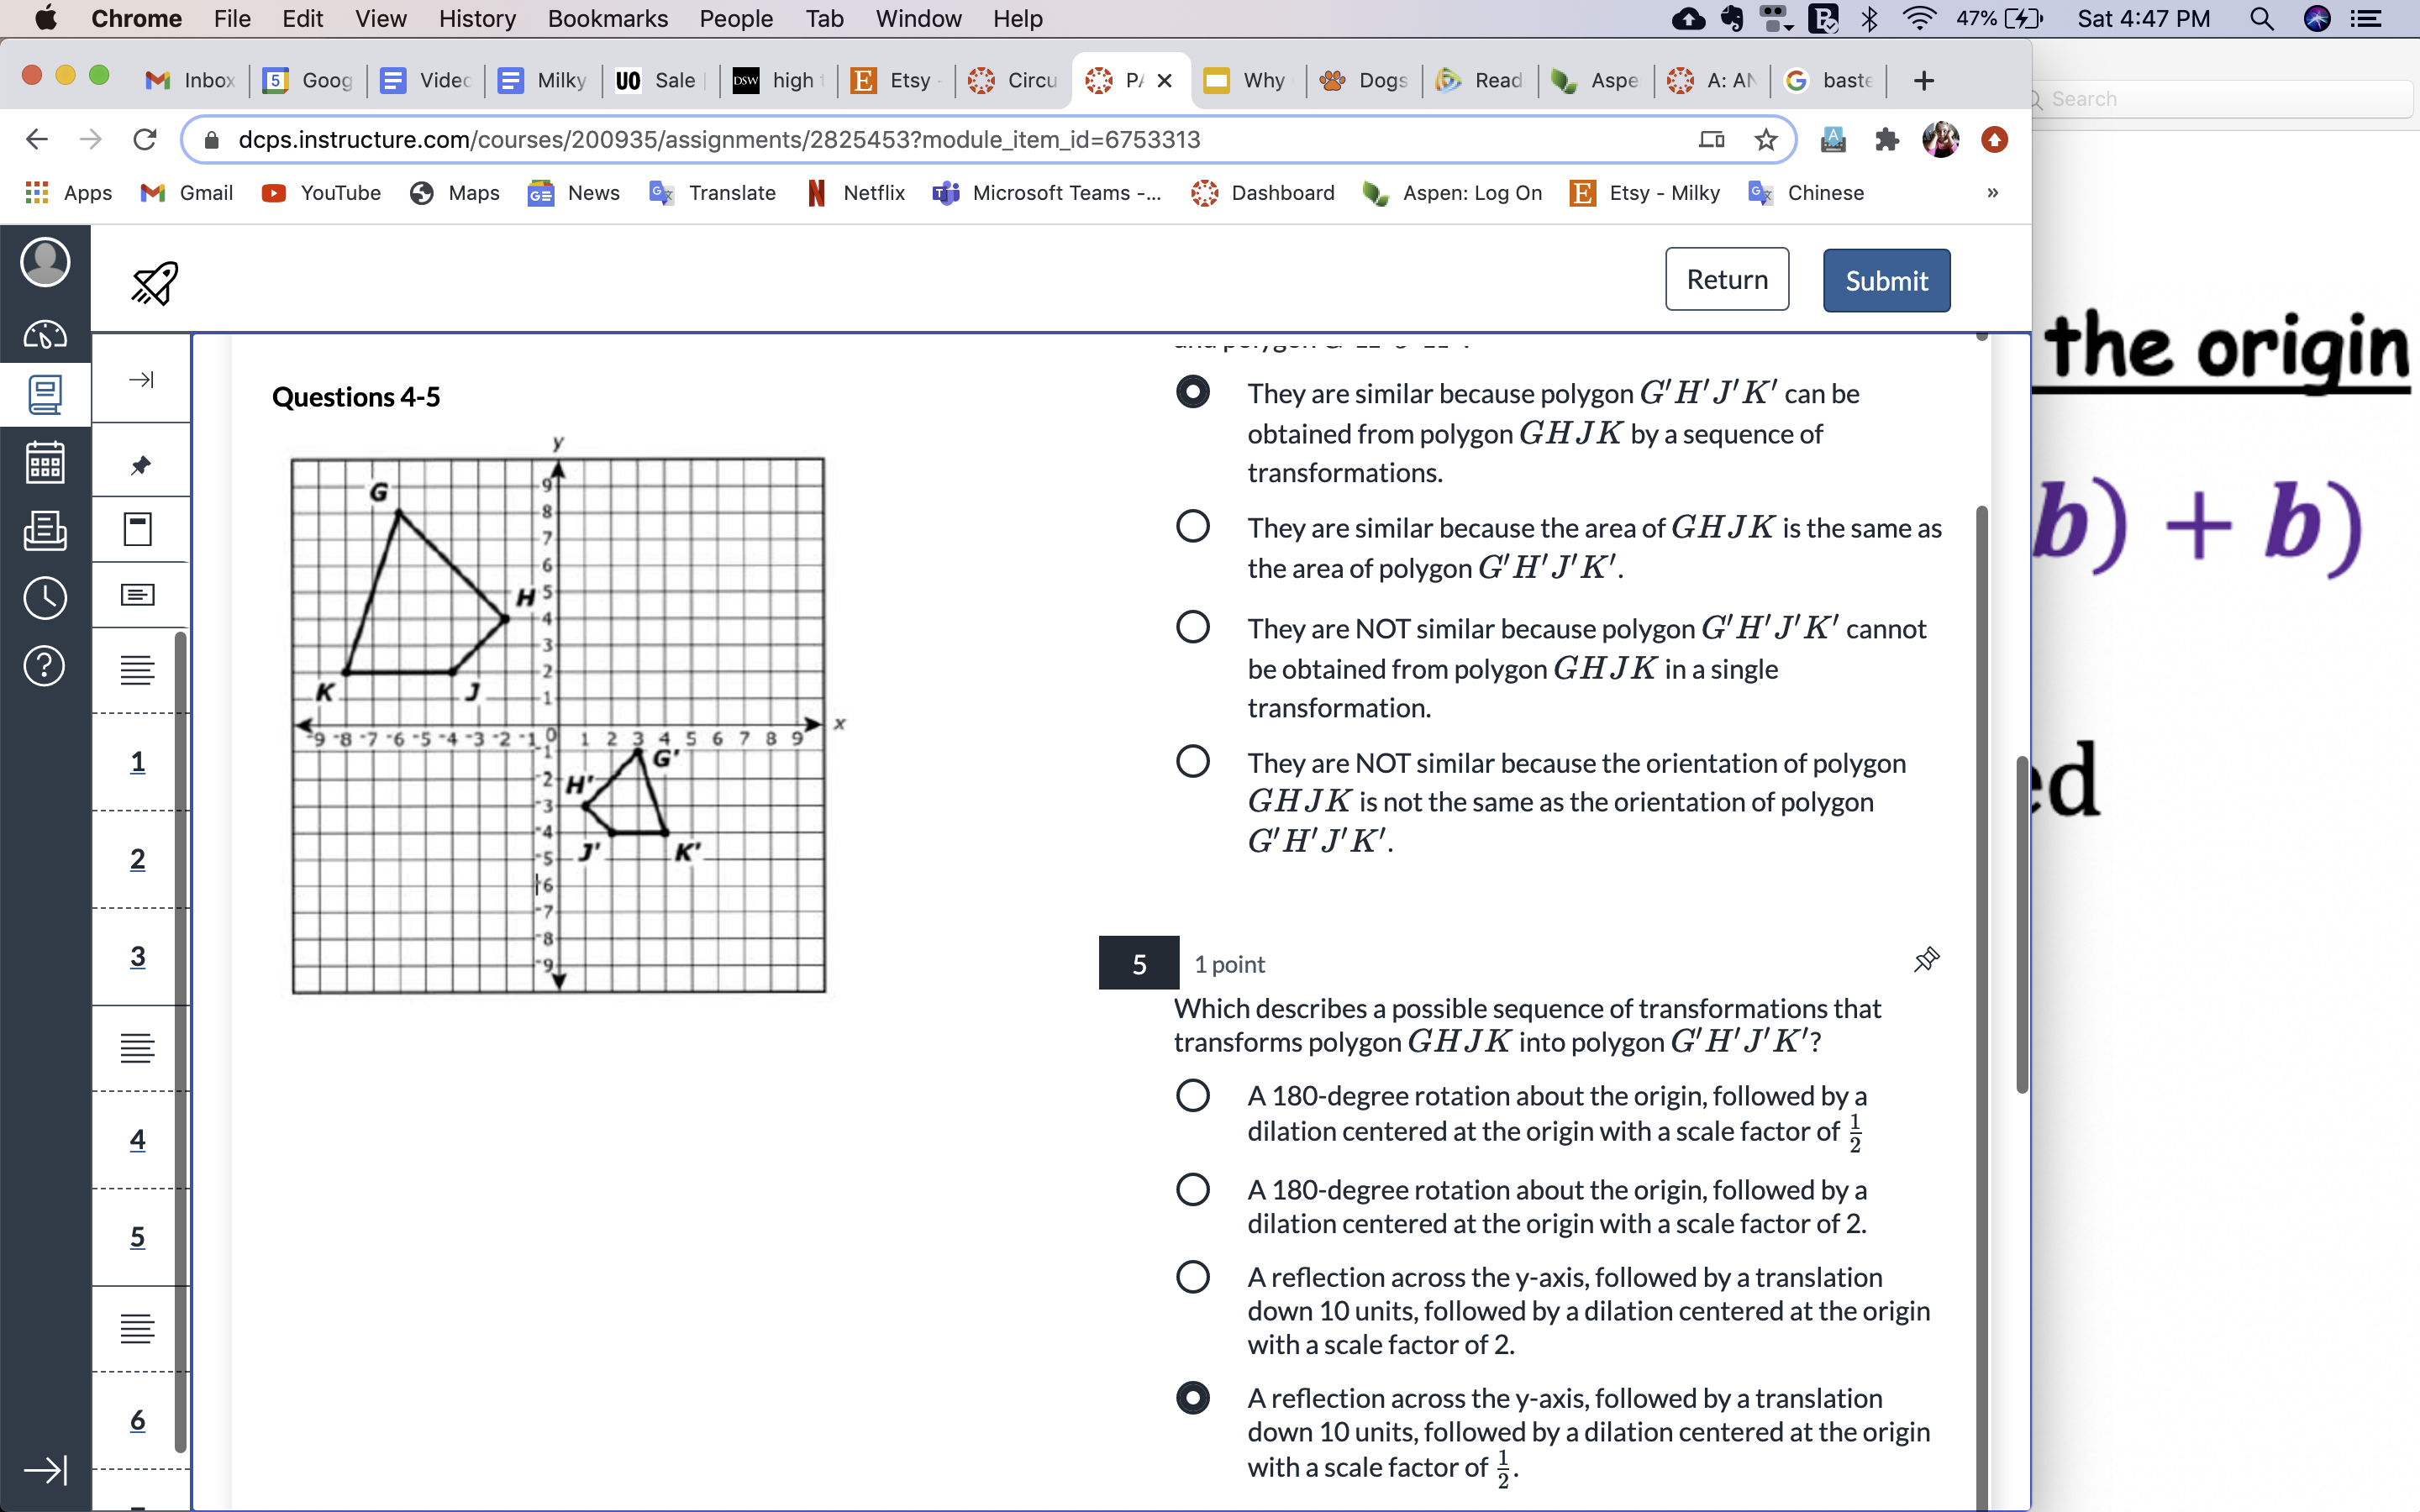 Chrome File Edit View History Bookmarks People Tab Window Help 47% Sat 4:47 PM
Inbox 5 Goog Videc Milky UO Sale DSW high Etsy Circu PA Why Dogs Read Aspe A: AN baste
Search
dcps.instructure.com/courses/200935/assignments/2825453?module_item_id=6753313
Apps Gmail YouTube Maps News Translate Netflix Microsoft Teams -... Dashboard Aspen: Log On Etsy - Milky Chinese »
Return Submit
the origin
b) + b)
ed
Questions 4-5
They are similar because polygon G'H'J'K' can be
obtained from polygon GHJK by a sequence of
transformations.
They are similar because the area of GHJK is the same as
the area of polygon G'H'J'K'.
They are NOT similar because polygon G'H'J'K' cannot
be obtained from polygon GHJK in a single
transformation.
They are NOT similar because the orientation of polygon
GHJK is not the same as the orientation of polygon
G'H'J'K'.
y
G
9
8
7
6
H 5
4
3
2
K J 1
x
-9 -8 -7 -6 -5 -4 -3 -2 -1 0 1 2 3 4 5 6 7 8 9
-1 G'
-2 H'
-3
-4
-5 J' K'
-6
-7
-8
-9
1
2
3
4
5
6
5 1 point
Which describes a possible sequence of transformations that
transforms polygon GHJK into polygon G'H'J'K'?
A 180-degree rotation about the origin, followed by a
dilation centered at the origin with a scale factor of 1/2
A 180-degree rotation about the origin, followed by a
dilation centered at the origin with a scale factor of 2.
A reflection across the y-axis, followed by a translation
down 10 units, followed by a dilation centered at the origin
with a scale factor of 2.
A reflection across the y-axis, followed by a translation
down 10 units, followed by a dilation centered at the origin
with a scale factor of 1/2.